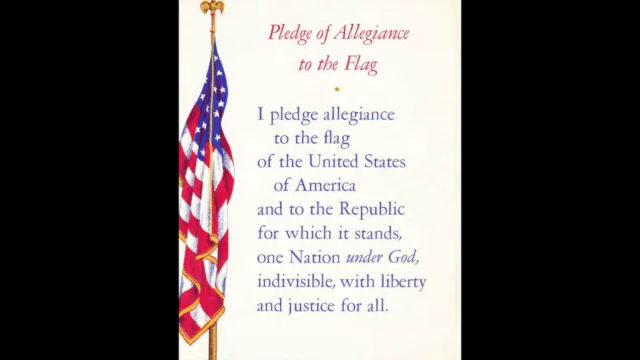 Pledge of Allegiance
to the Flag
I pledge allegiance
to the flag
of the United States
of America
and to the Republic
for which it stands,
one Nation under God,
indivisible, with liberty
and justice for all.